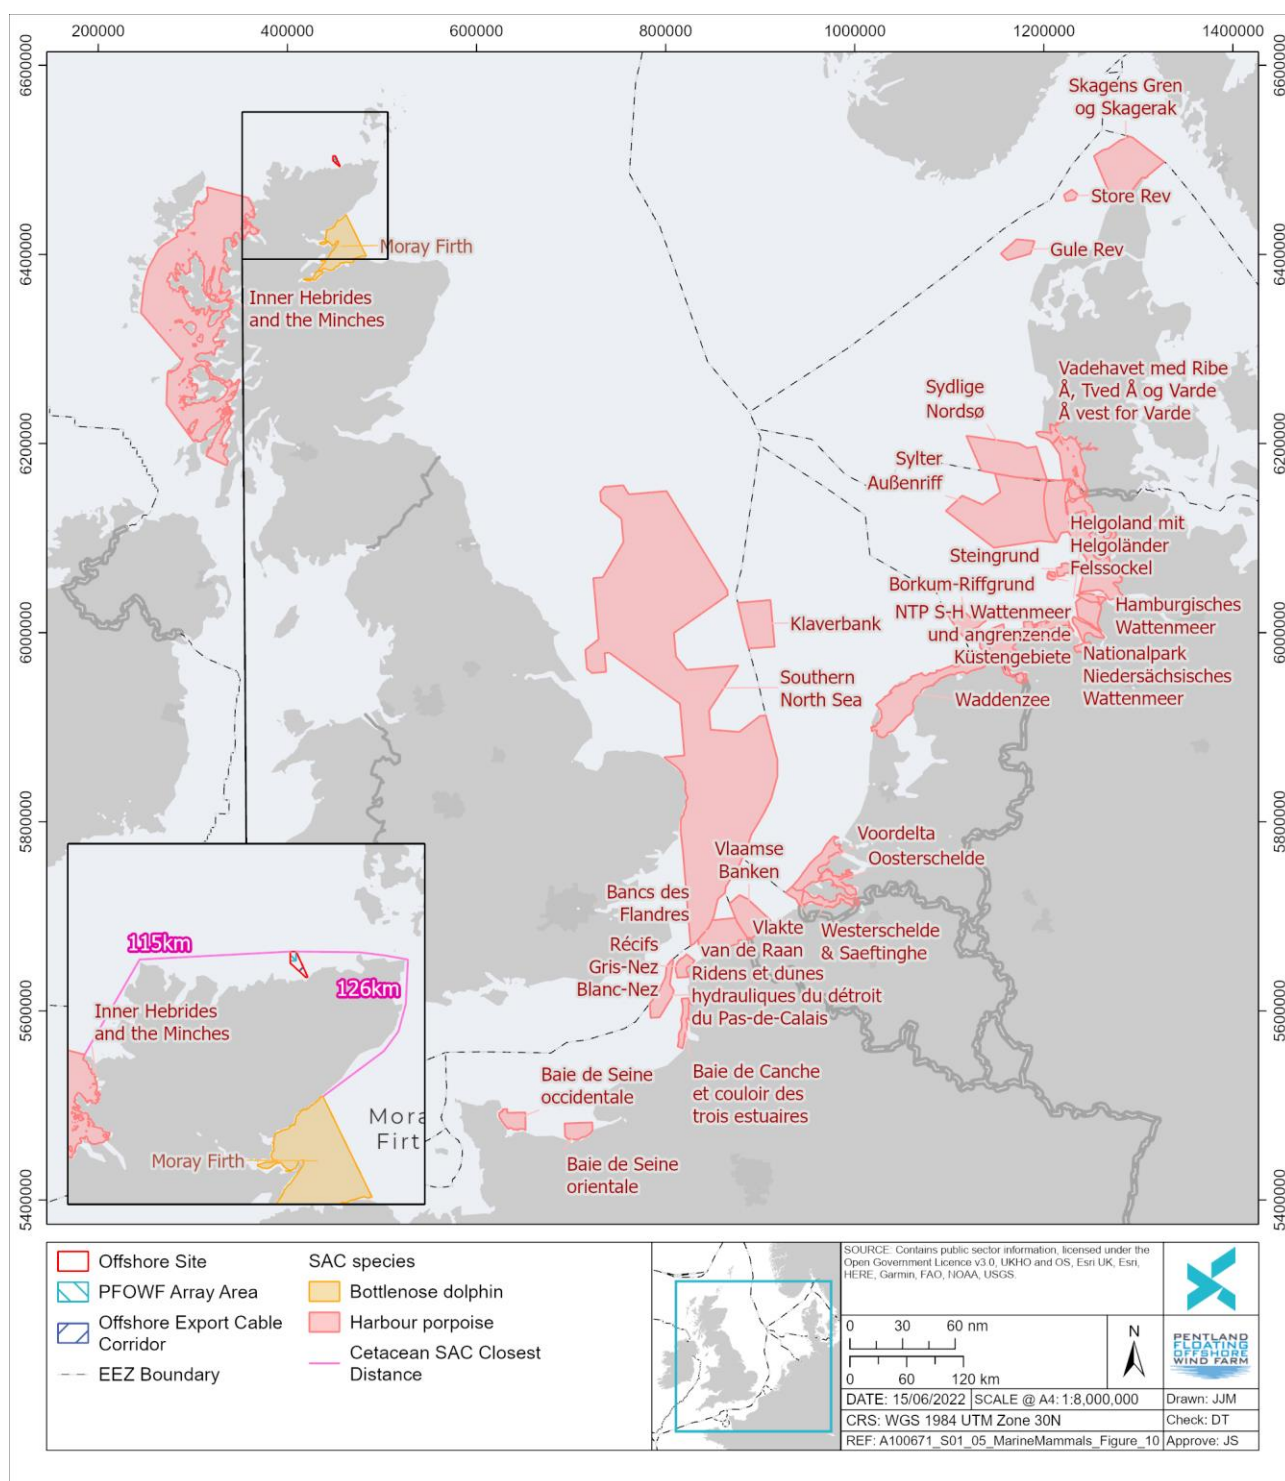 200000
400000
600000
800000
1000000
1200000
1400000
6600000
6400000
6200000
6000000
5800000
5600000
5400000
6600000
6400000
6200000
6000000
5800000
5600000
5400000
Skagens Gren
og Skagerak
Store Rev
Gule Rev
Moray Firth
Inner Hebrides
and the Minches
Vadehavet med Ribe
Å, Tved Å og Varde
Å vest for Varde
Sydlige
Nordsø
Sylter
Außenriff
Helgoland mit
Helgoländer
Felssockel
Steingrund
Borkum-Riffgrund
NTP S-H Wattenmeer
und angrenzende
Küstengebiete
Hamburgisches
Wattenmeer
Nationalpark
Niedersächsisches
Wattenmeer
Klaverbank
Southern
North Sea
Waddenzee
Voordelta
Oosterschelde
Vlaamse
Banken
Bancs des
Flandres
Vlakte
van de Raan
Westerschelde
& Saeftinghe
Récifs
Gris-Nez
Blanc-Nez
Ridens et dunes
hydrauliques du détroit
du Pas-de-Calais
Baie de Seine
occidentale
Baie de Canche
et couloir des
trois estuaires
Baie de Seine
orientale
115km
126km
Inner Hebrides
and the Minches
Moray Firth
Mora
Firt
Offshore Site
PFOWF Array Area
Offshore Export Cable
Corridor
EEZ Boundary
SAC species
Bottlenose dolphin
Harbour porpoise
Cetacean SAC Closest
Distance
SOURCE: Contains public sector information, licensed under the
Open Government Licence v3.0, UKHO and OS, Esri UK, Esri,
HERE, Garmin, FAO, NOAA, USGS.
0 30 60 nm
0 60 120 km
N
PENTLAND
FLOATING
OFFSHORE
WIND FARM
DATE: 15/06/2022 SCALE @ A4: 1:8,000,000 Drawn: JJM
CRS: WGS 1984 UTM Zone 30N Check: DT
REF: A100671_S01_05_MarineMammals_Figure_10 Approve: JS